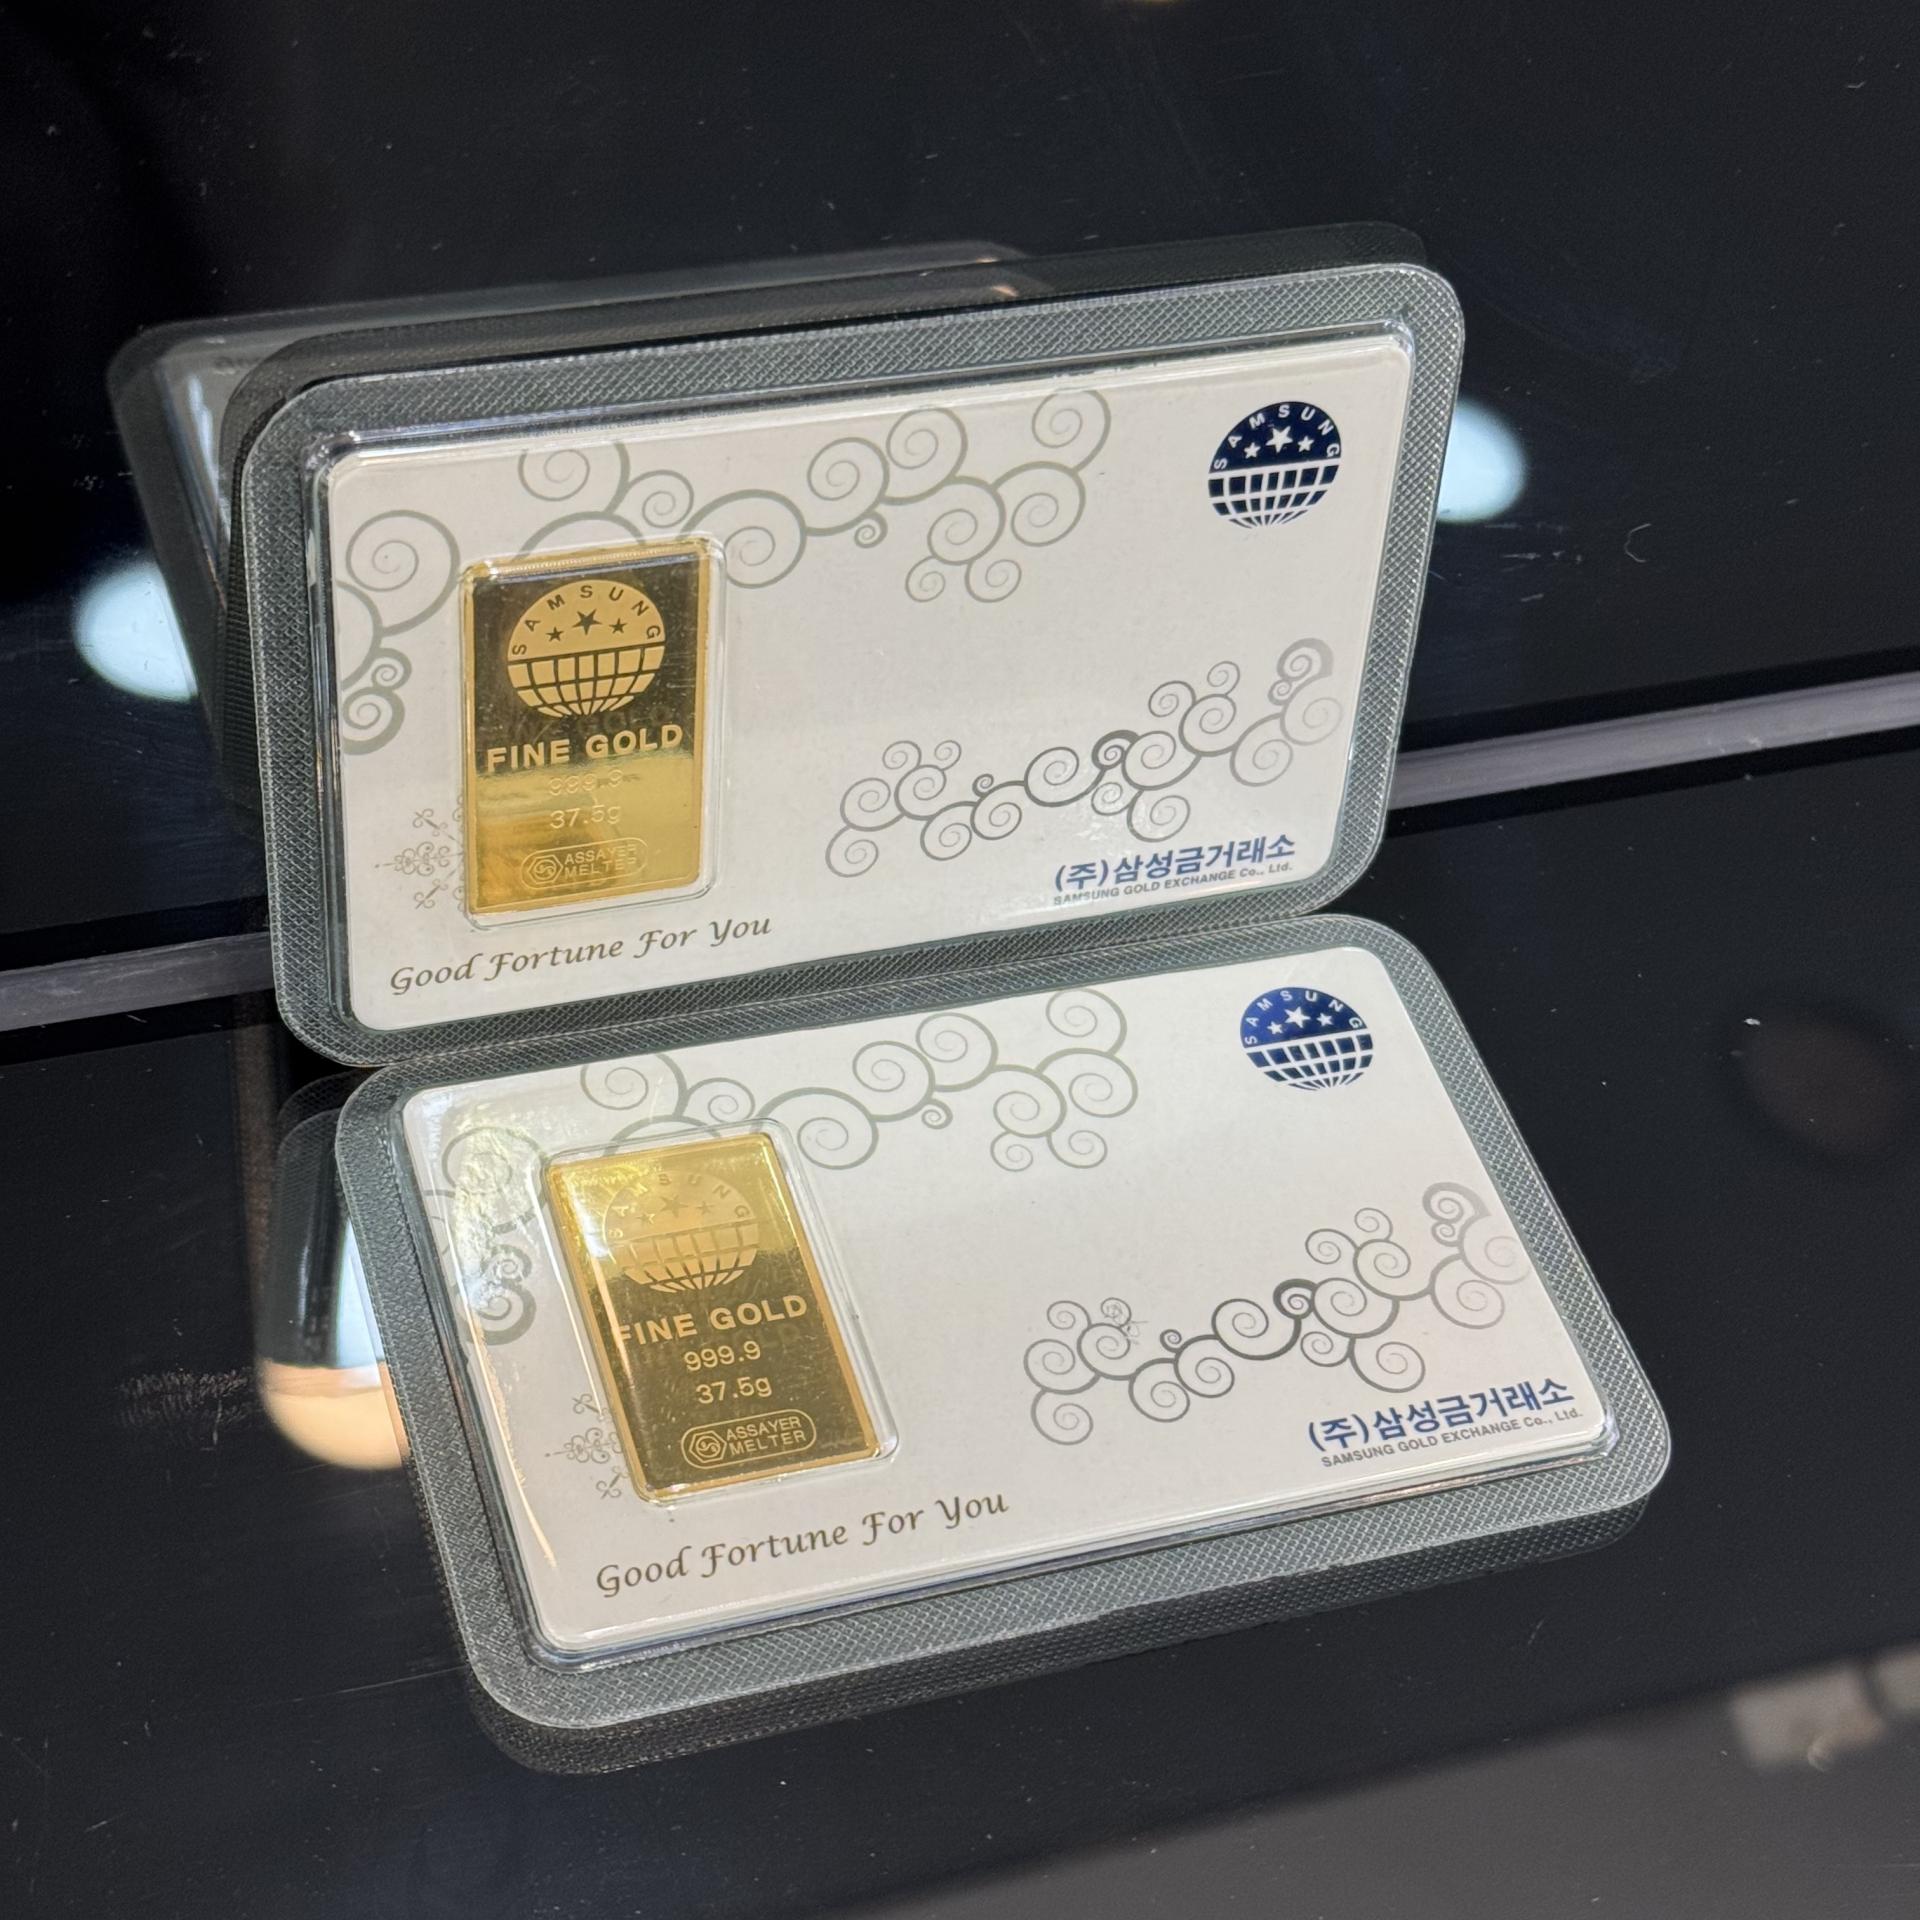 SAMSUNG
SAMSUNG
FINE GOLD
999.9
37.5g
ASSAYER
MELTER
(주)삼성금거래소
SAMSUNG GOLD EXCHANGE Co., Ltd.
Good Fortune For You
SAMSUNG
SAMSUNG
FINE GOLD
999.9
37.5g
ASSAYER
MELTER
(주)삼성금거래소
SAMSUNG GOLD EXCHANGE Co., Ltd.
Good Fortune For You